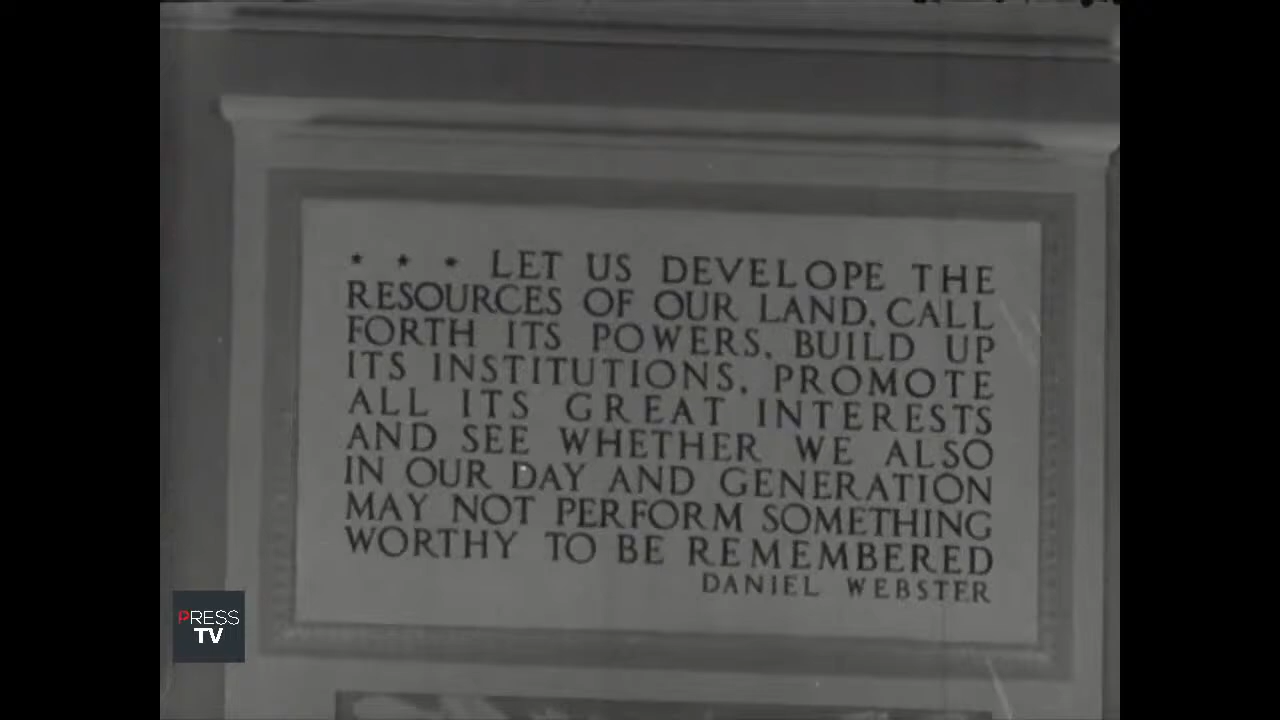 * * * LET US DEVELOPE THE
RESOURCES OF OUR LAND, CALL
FORTH ITS POWERS, BUILD UP
ITS INSTITUTIONS, PROMOTE
ALL ITS GREAT INTERESTS
AND SEE WHETHER WE ALSO
IN OUR DAY AND GENERATION
MAY NOT PERFORM SOMETHING
WORTHY TO BE REMEMBERED
DANIEL WEBSTER
PRESS
TV